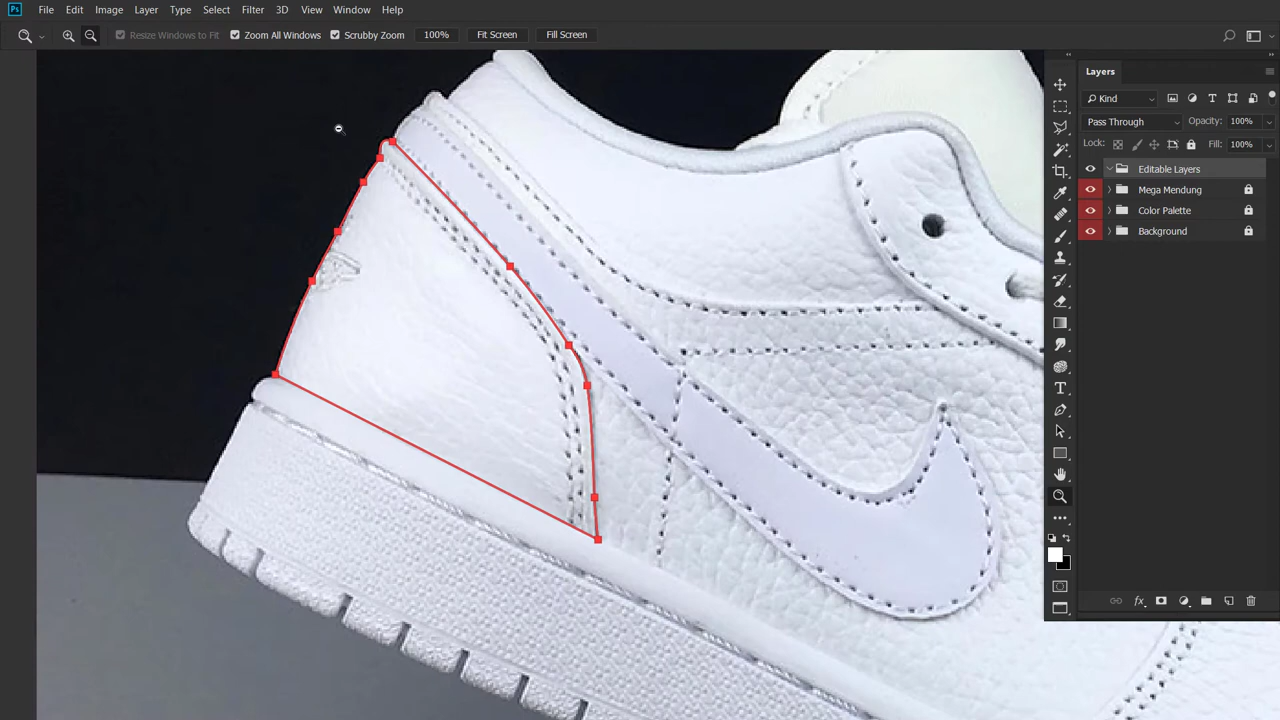 Ps File Edit Image Layer Type Select Filter 3D View Window Help
Resize Windows to Fit Zoom All Windows Scrubby Zoom 100% Fit Screen Fill Screen
Layers
Kind
Pass Through Opacity: 100%
Lock: Fill: 100%
Editable Layers
Mega Mendung
Color Palette
Background